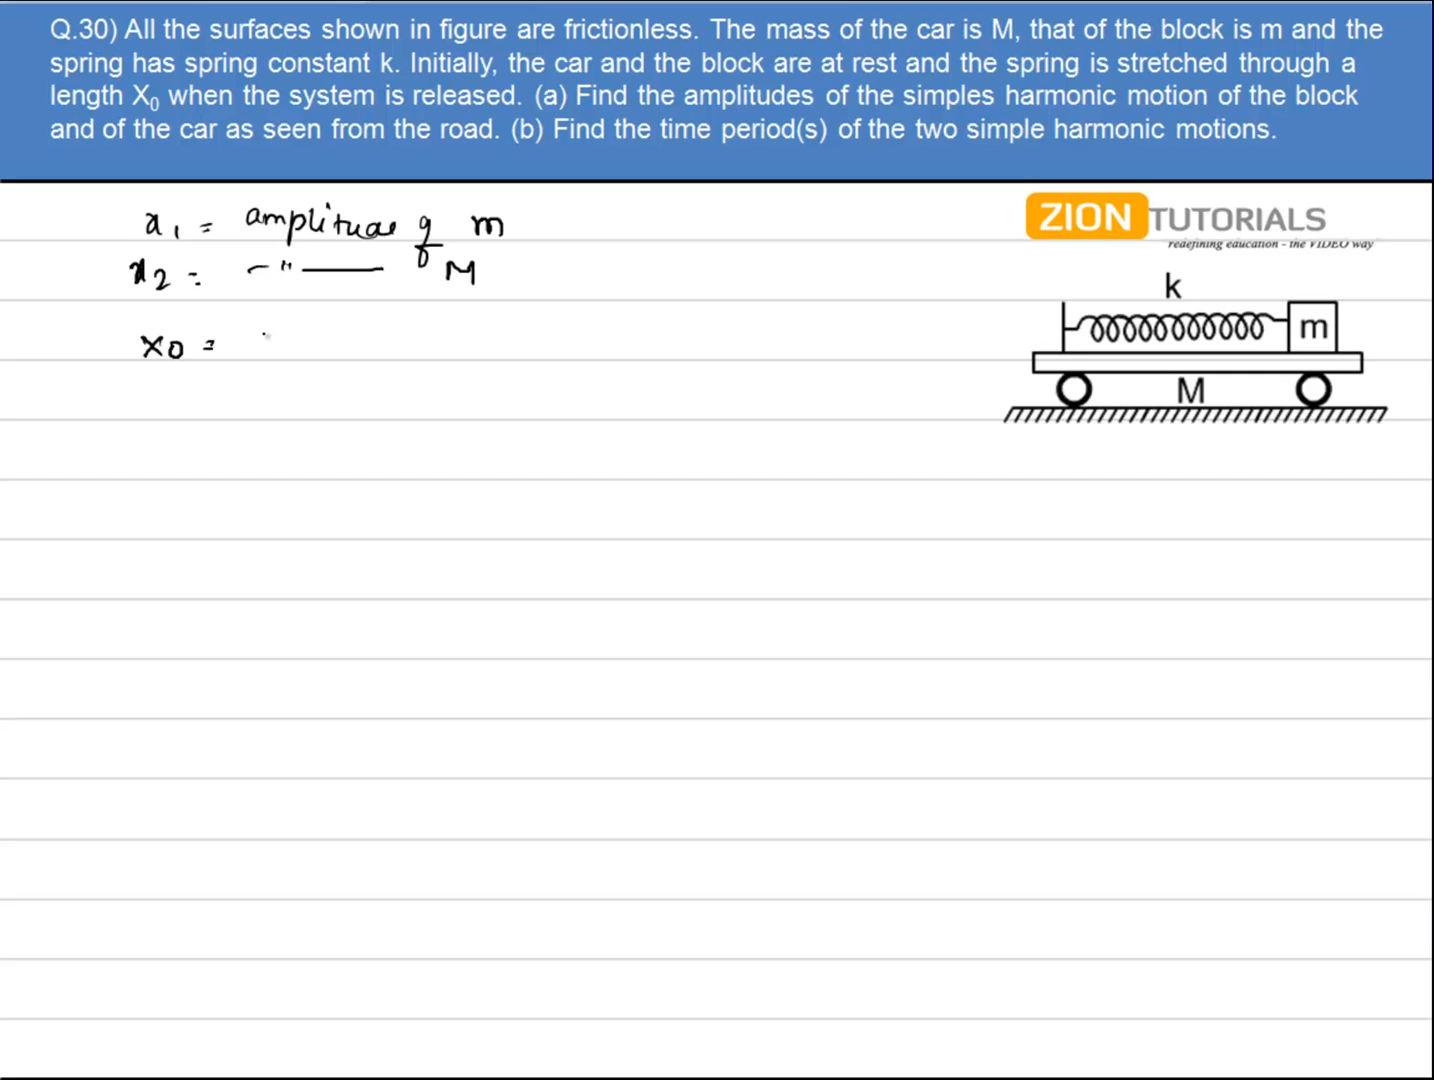 Q.30) All the surfaces shown in figure are frictionless. The mass of the car is M, that of the block is m and the
spring has spring constant k. Initially, the car and the block are at rest and the spring is stretched through a
length X₀ when the system is released. (a) Find the amplitudes of the simples harmonic motion of the block
and of the car as seen from the road. (b) Find the time period(s) of the two simple harmonic motions.
x₁ = amplitude of m
x₂ = –"— M
x₀ =
ZION TUTORIALS
redefining education - the VIDEO way
k
m
M